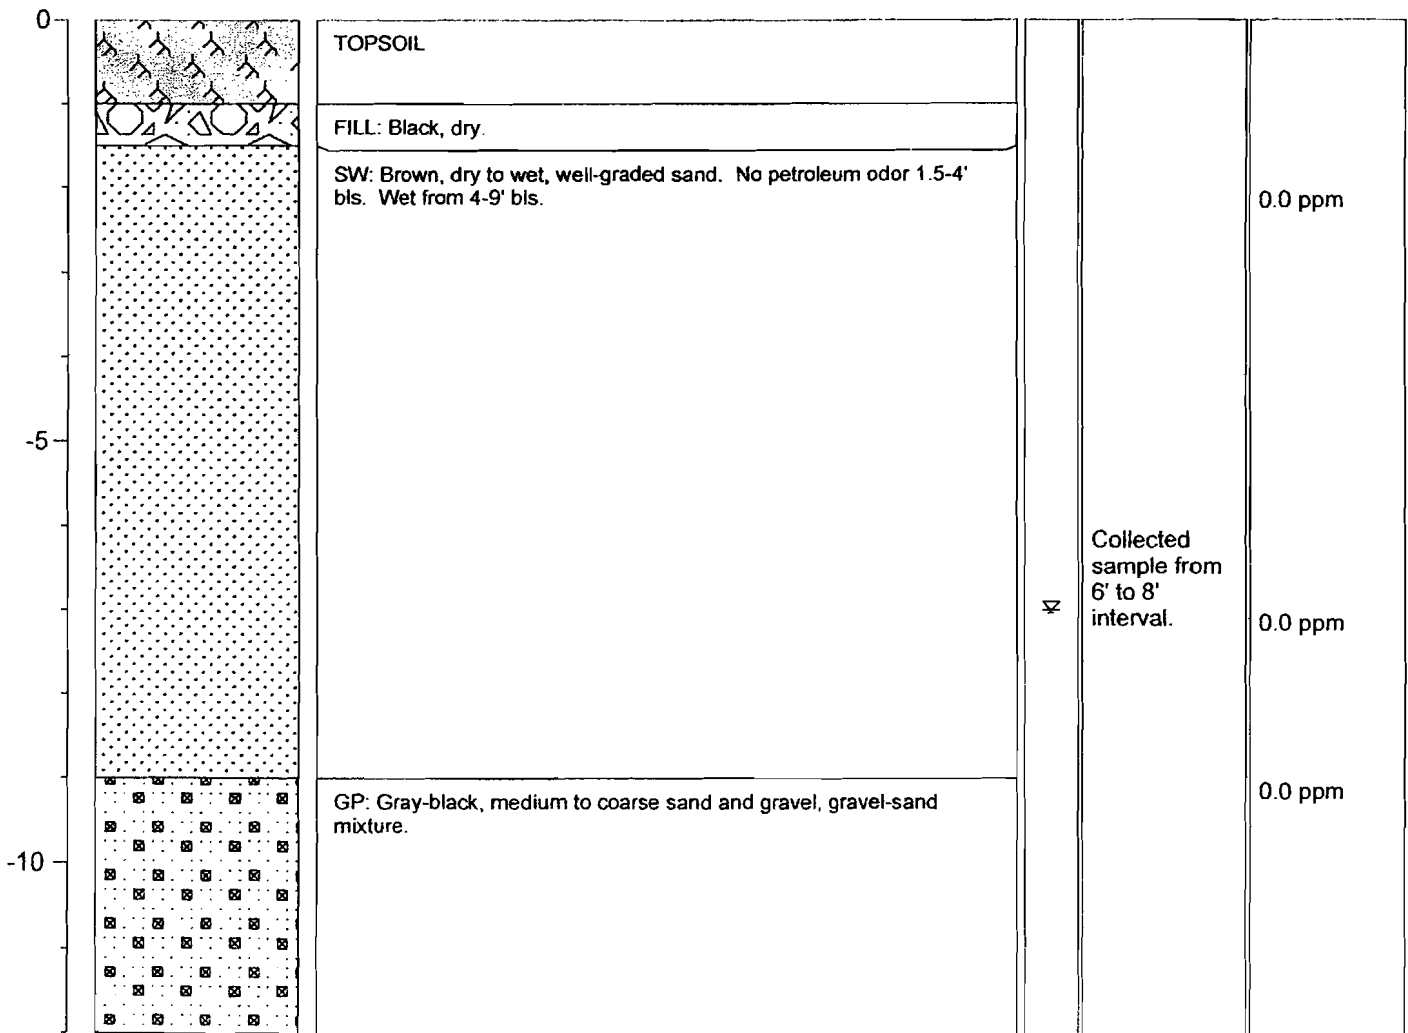 0
TOPSOIL
FILL: Black, dry.
SW: Brown, dry to wet, well-graded sand. No petroleum odor 1.5-4'
bls. Wet from 4-9' bls.
0.0 ppm
-5
Collected
sample from
6' to 8'
interval.
0.0 ppm
0.0 ppm
GP: Gray-black, medium to coarse sand and gravel, gravel-sand
mixture.
-10